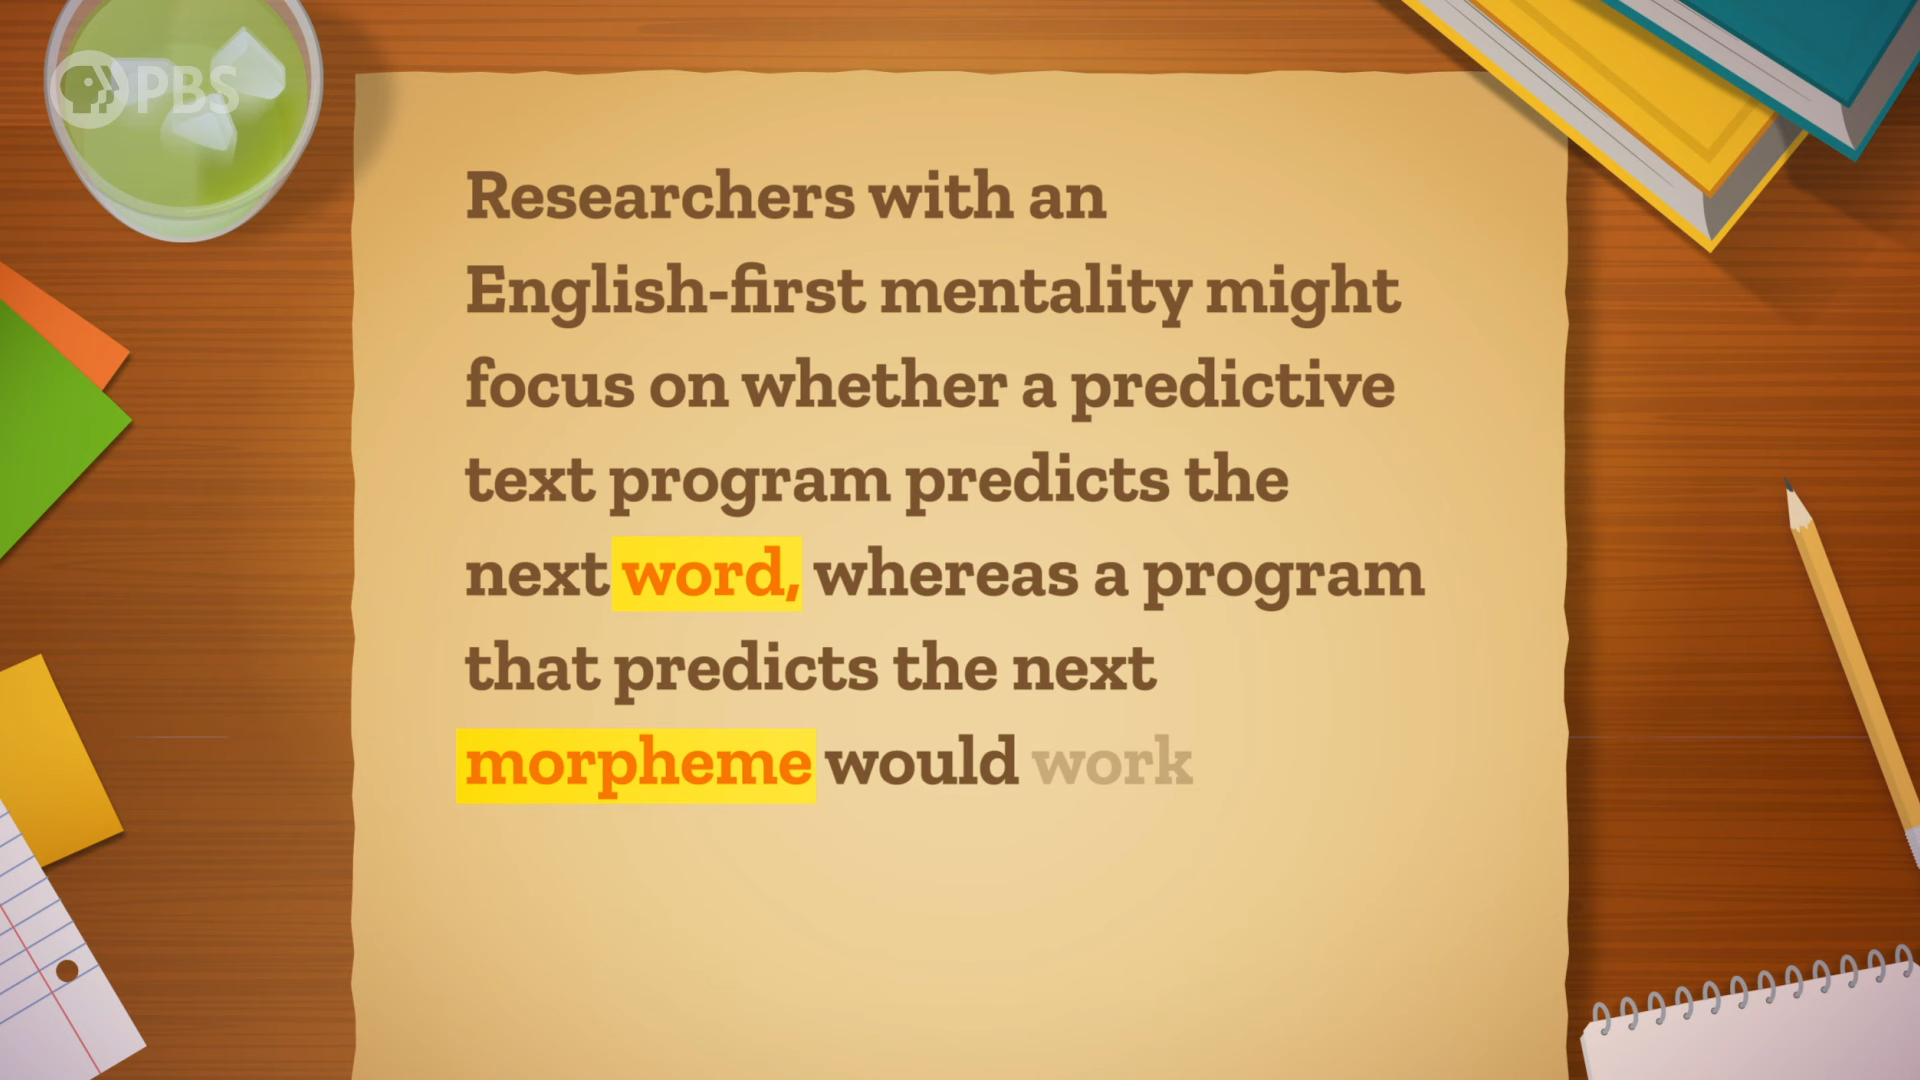 PBS
Researchers with an
English-first mentality might
focus on whether a predictive
text program predicts the
next word, whereas a program
that predicts the next
morpheme would work